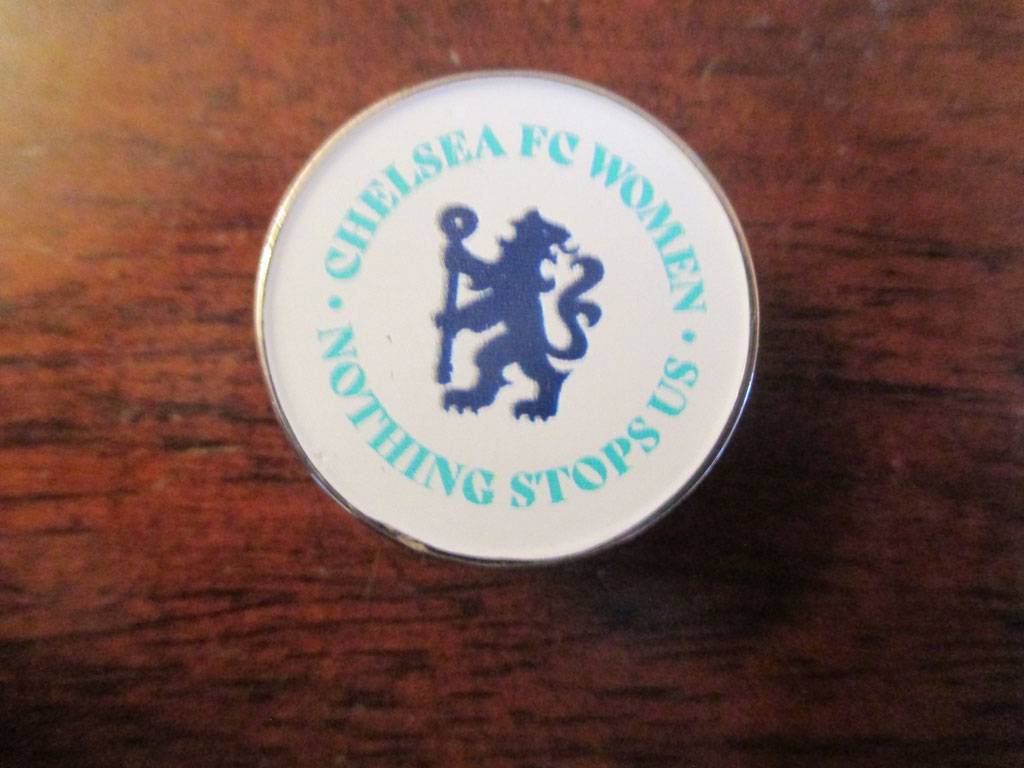 CHELSEA FC WOMEN
• NOTHING STOPS US •